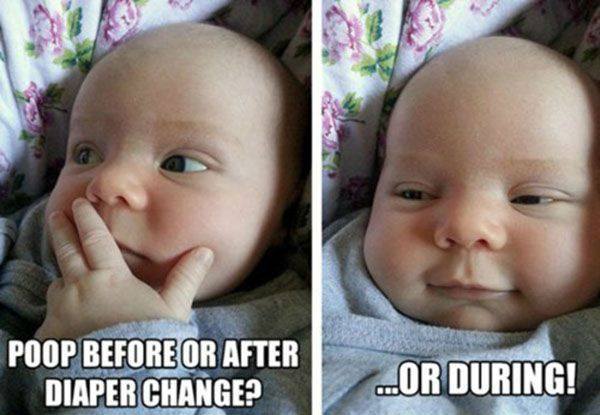 POOP BEFORE OR AFTER
DIAPER CHANGE?
...OR DURING!